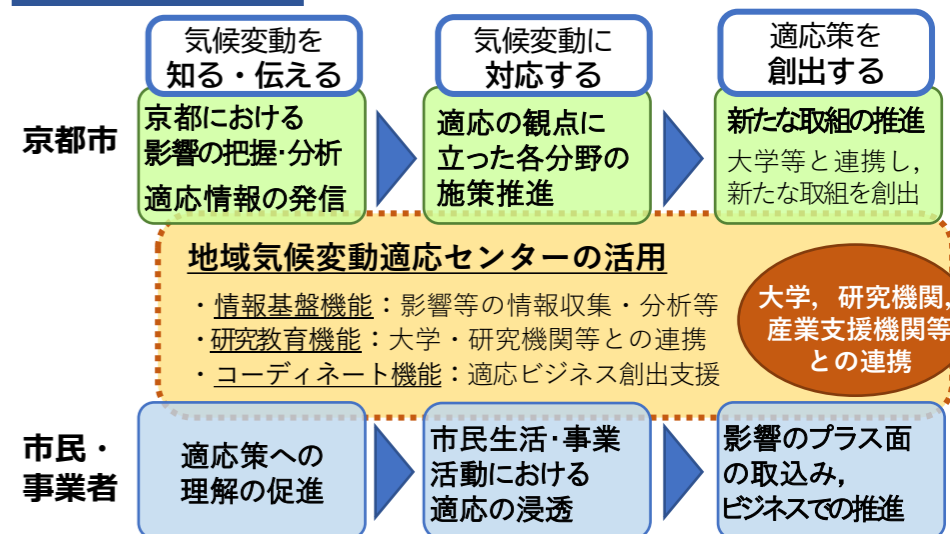 気候変動を
知る・伝える
気候変動に
対応する
適応策を
創出する
京都市
京都における
影響の把握・分析
適応情報の発信
適応の観点に
立った各分野の
施策推進
新たな取組の推進
大学等と連携し，
新たな取組を創出
地域気候変動適応センターの活用
・情報基盤機能：影響等の情報収集・分析等
・研究教育機能：大学・研究機関等との連携
・コーディネート機能：適応ビジネス創出支援
大学，研究機関，
産業支援機関等
との連携
市民・
事業者
適応策への
理解の促進
市民生活・事業
活動における
適応の浸透
影響のプラス面
の取込み，
ビジネスでの推進